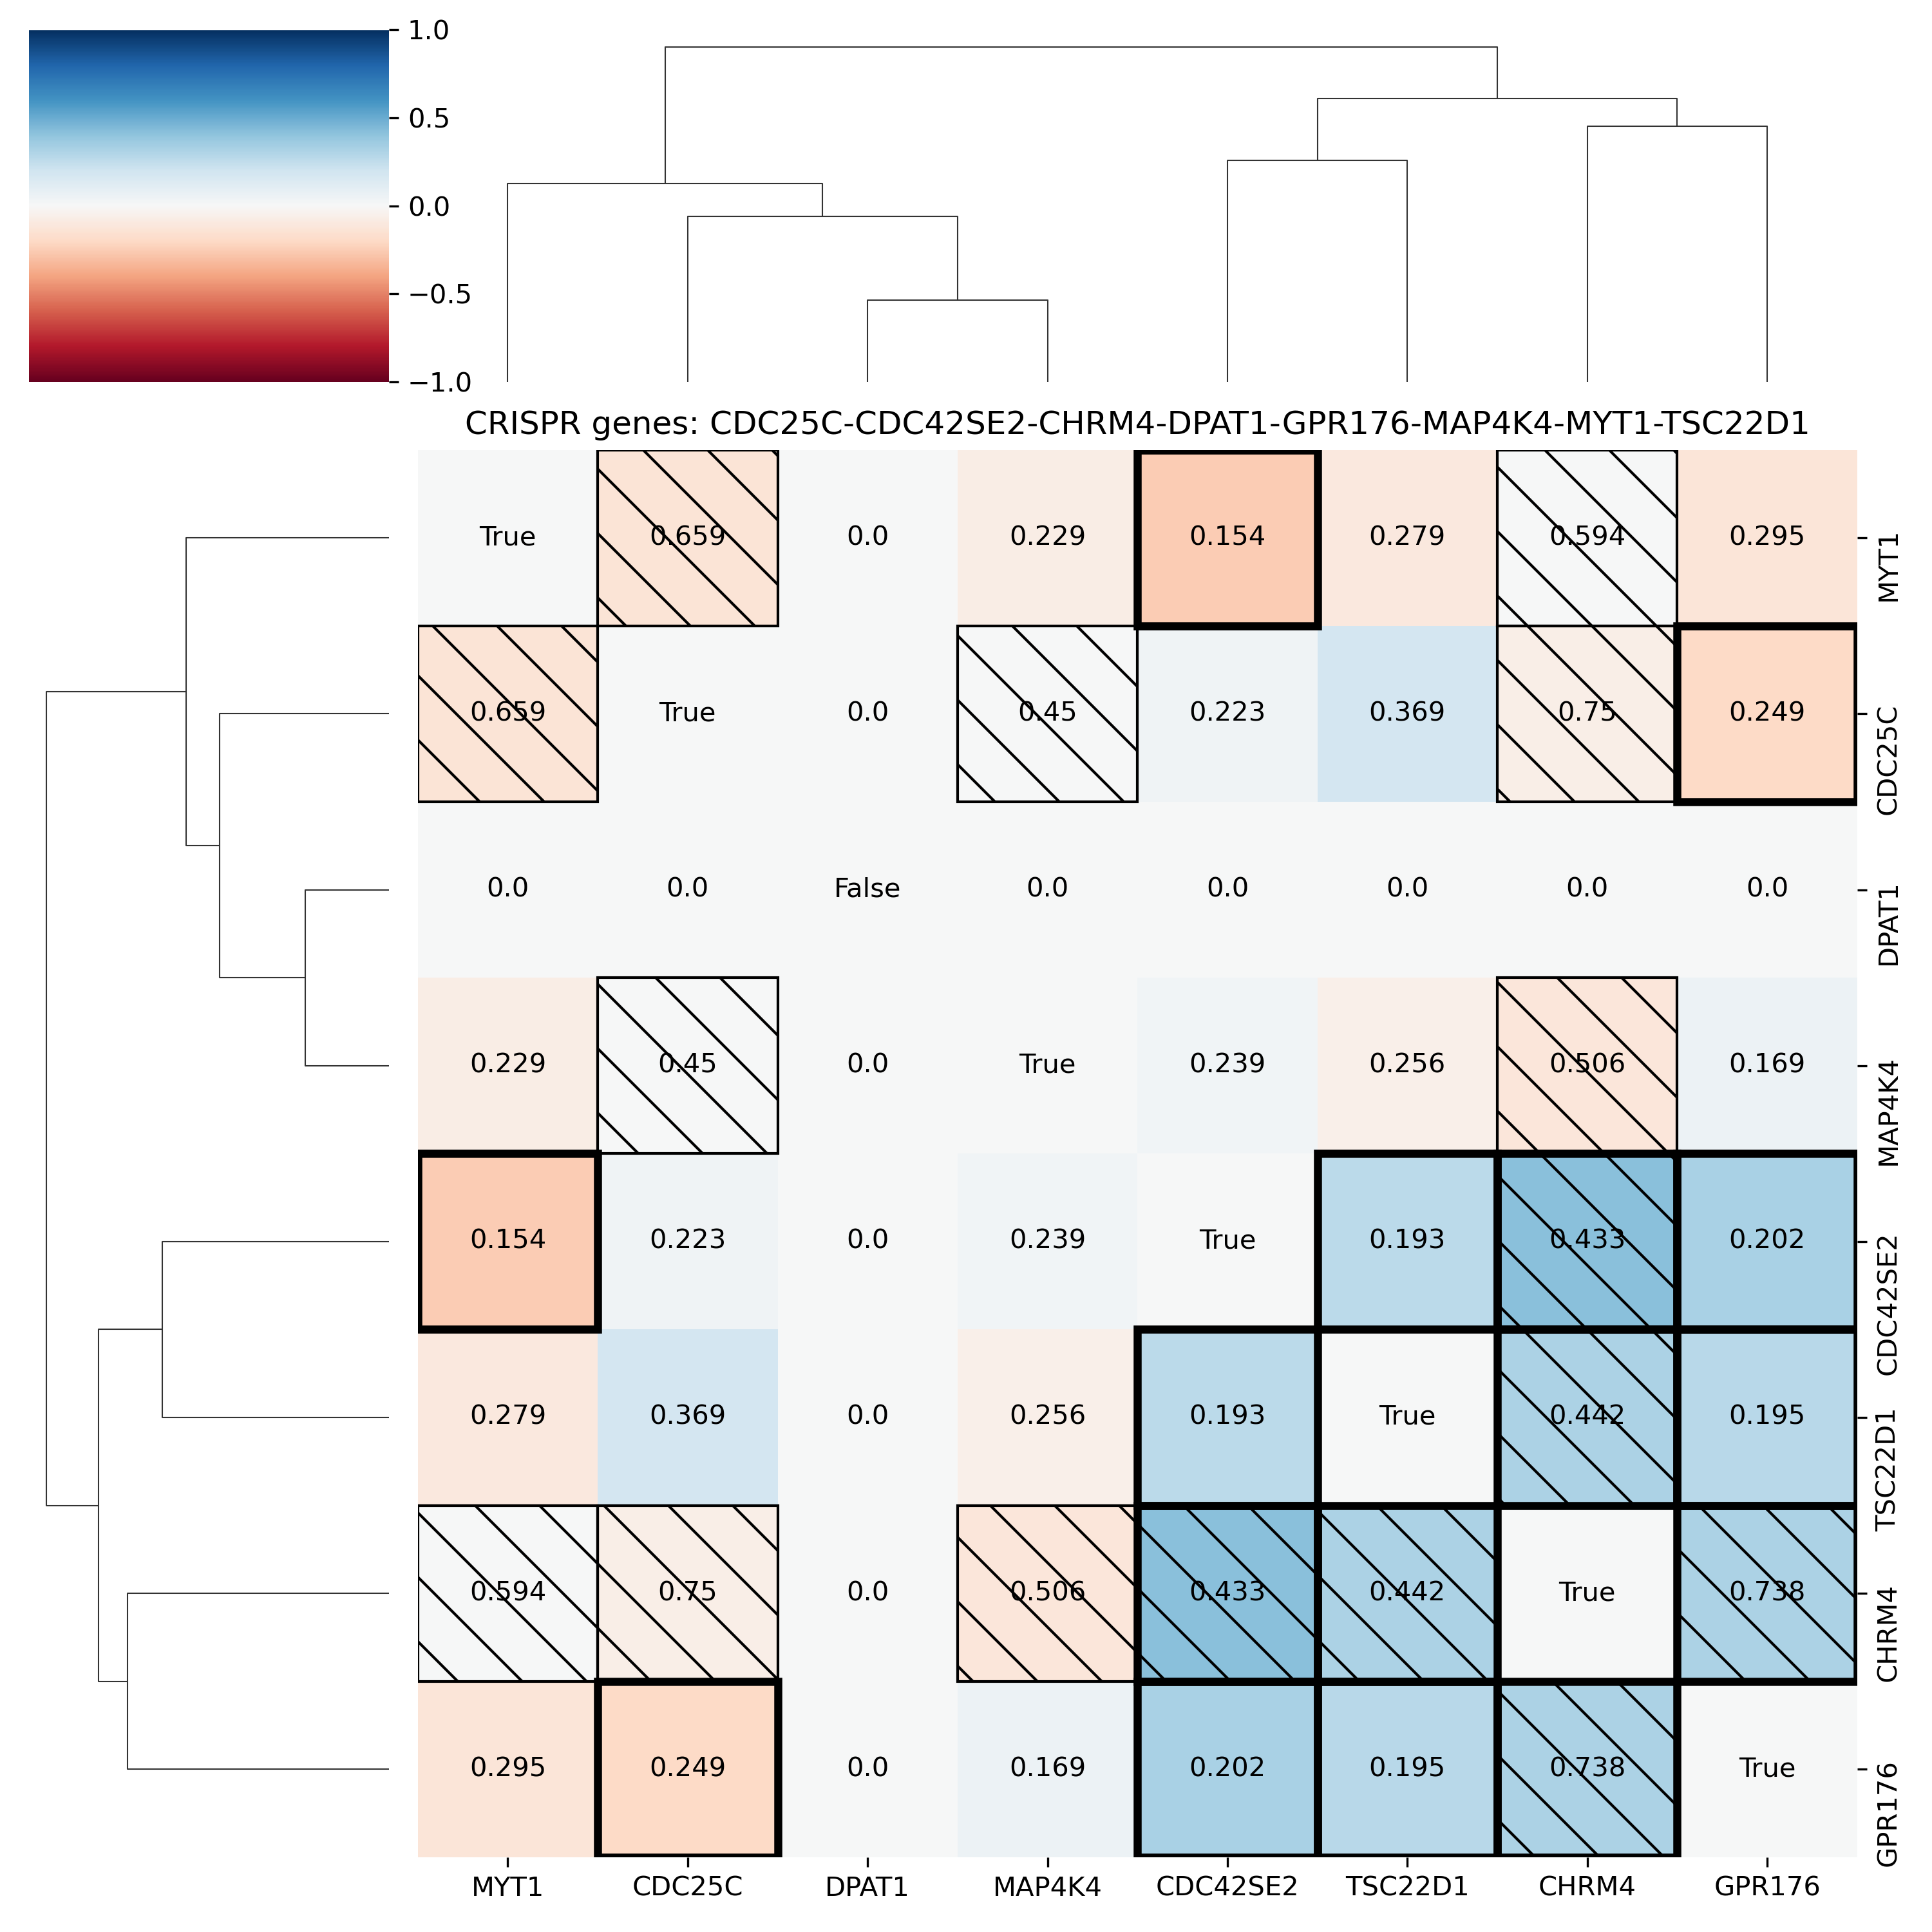 1.0
0.5
0.0
−0.5
−1.0
CRISPR genes: CDC25C-CDC42SE2-CHRM4-DPAT1-GPR176-MAP4K4-MYT1-TSC22D1
True 0.659 0.0 0.229 0.154 0.279 0.594 0.295 MYT1
0.659 True 0.0 0.45 0.223 0.369 0.75 0.249 CDC25C
0.0 0.0 False 0.0 0.0 0.0 0.0 0.0 DPAT1
0.229 0.45 0.0 True 0.239 0.256 0.506 0.169 MAP4K4
0.154 0.223 0.0 0.239 True 0.193 0.433 0.202 CDC42SE2
0.279 0.369 0.0 0.256 0.193 True 0.442 0.195 TSC22D1
0.594 0.75 0.0 0.506 0.433 0.442 True 0.738 CHRM4
0.295 0.249 0.0 0.169 0.202 0.195 0.738 True GPR176
MYT1 CDC25C DPAT1 MAP4K4 CDC42SE2 TSC22D1 CHRM4 GPR176